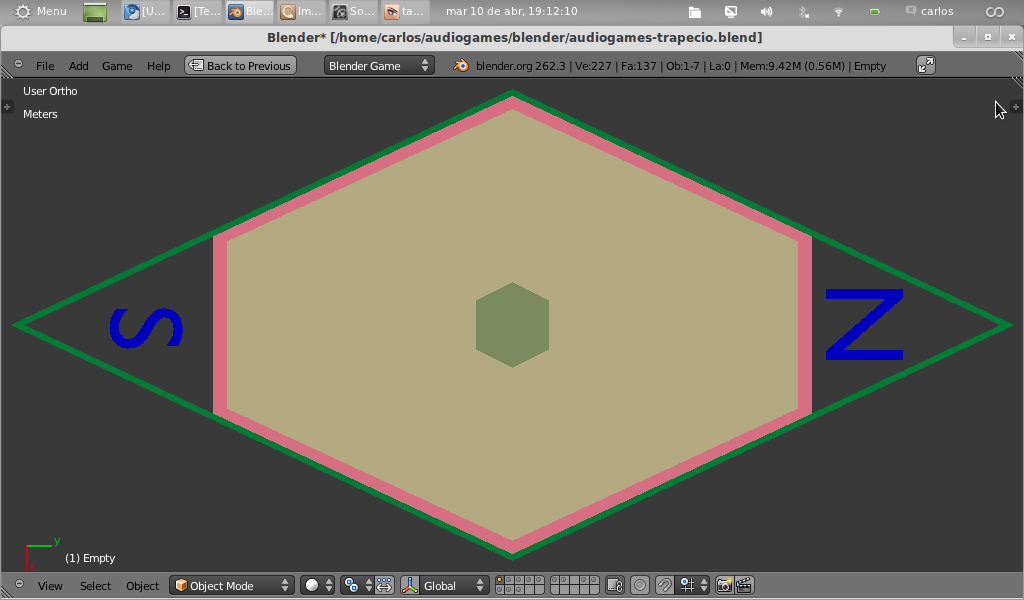 Menu [U... [Te... Ble... Im... So... ta... mar 10 de abr, 19:12:10 carlos
Blender* [/home/carlos/audiogames/blender/audiogames-trapecio.blend]
File Add Game Help Back to Previous Blender Game blender.org 262.3 | Ve:227 | Fa:137 | Ob:1-7 | La:0 | Mem:9.42M (0.56M) | Empty
User Ortho
Meters
S N
y
(1) Empty
View Select Object Object Mode Global